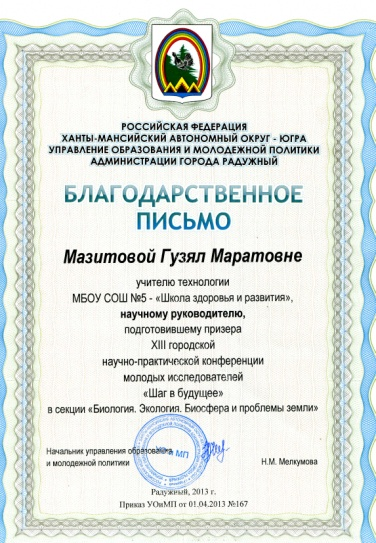 РОССИЙСКАЯ ФЕДЕРАЦИЯ
ХАНТЫ-МАНСИЙСКИЙ АВТОНОМНЫЙ ОКРУГ - ЮГРА
УПРАВЛЕНИЕ ОБРАЗОВАНИЯ И МОЛОДЕЖНОЙ ПОЛИТИКИ
АДМИНИСТРАЦИИ ГОРОДА РАДУЖНЫЙ
БЛАГОДАРСТВЕННОЕ
ПИСЬМО
Мазитовой Гузял Маратовне
учителю технологии
МБОУ СОШ №5 - «Школа здоровья и развития»,
научному руководителю,
подготовившему призера
XIII городской
научно-практической конференции
молодых исследователей
«Шаг в будущее»
в секции «Биология. Экология. Биосфера и проблемы земли»
Начальник управления образования
и молодежной политики
Н.М. Мелкумова
Радужный, 2013 г.
Приказ УОиМП от 01.04.2013 №167